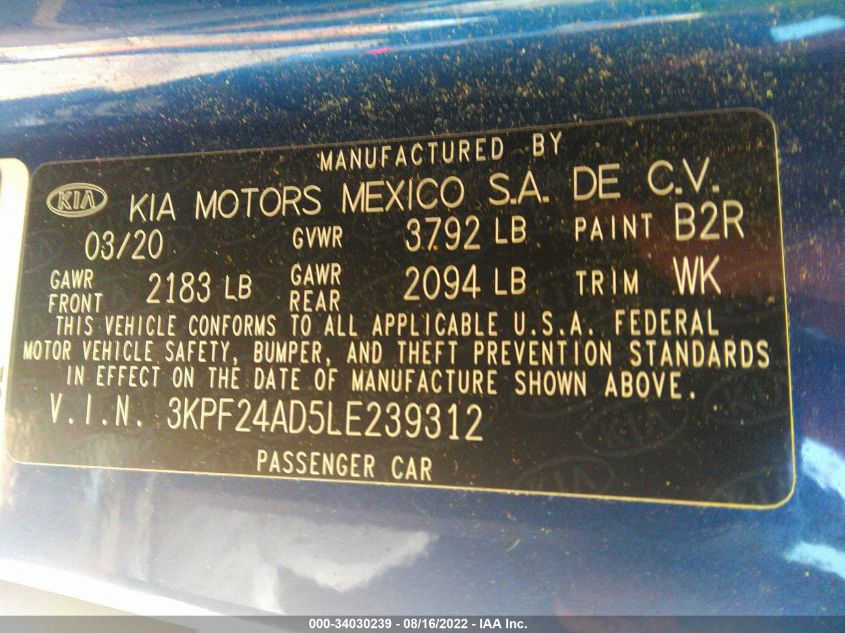 MANUFACTURED BY
KIA KIA MOTORS MEXICO S.A. DE C.V.
03/20 GVWR 3792 LB PAINT B2R
GAWR FRONT 2183 LB GAWR REAR 2094 LB TRIM WK
THIS VEHICLE CONFORMS TO ALL APPLICABLE U.S.A. FEDERAL
MOTOR VEHICLE SAFETY, BUMPER, AND THEFT PREVENTION STANDARDS
IN EFFECT ON THE DATE OF MANUFACTURE SHOWN ABOVE.
V.I.N. 3KPF24AD5LE239312
PASSENGER CAR
000-34030239 - 08/16/2022 - IAA Inc.